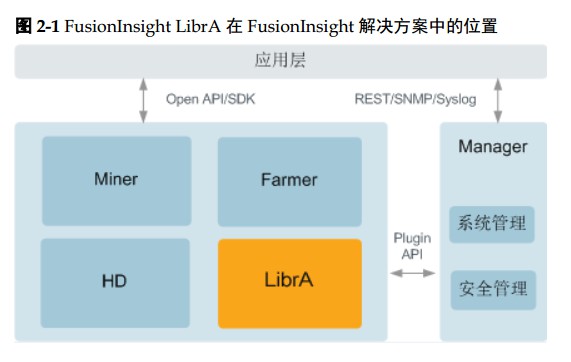 图 2-1 FusionInsight LibrA 在 FusionInsight 解决方案中的位置
应用层
Open API/SDK
REST/SNMP/Syslog
Miner
Farmer
HD
LibrA
Plugin
API
Manager
系统管理
安全管理